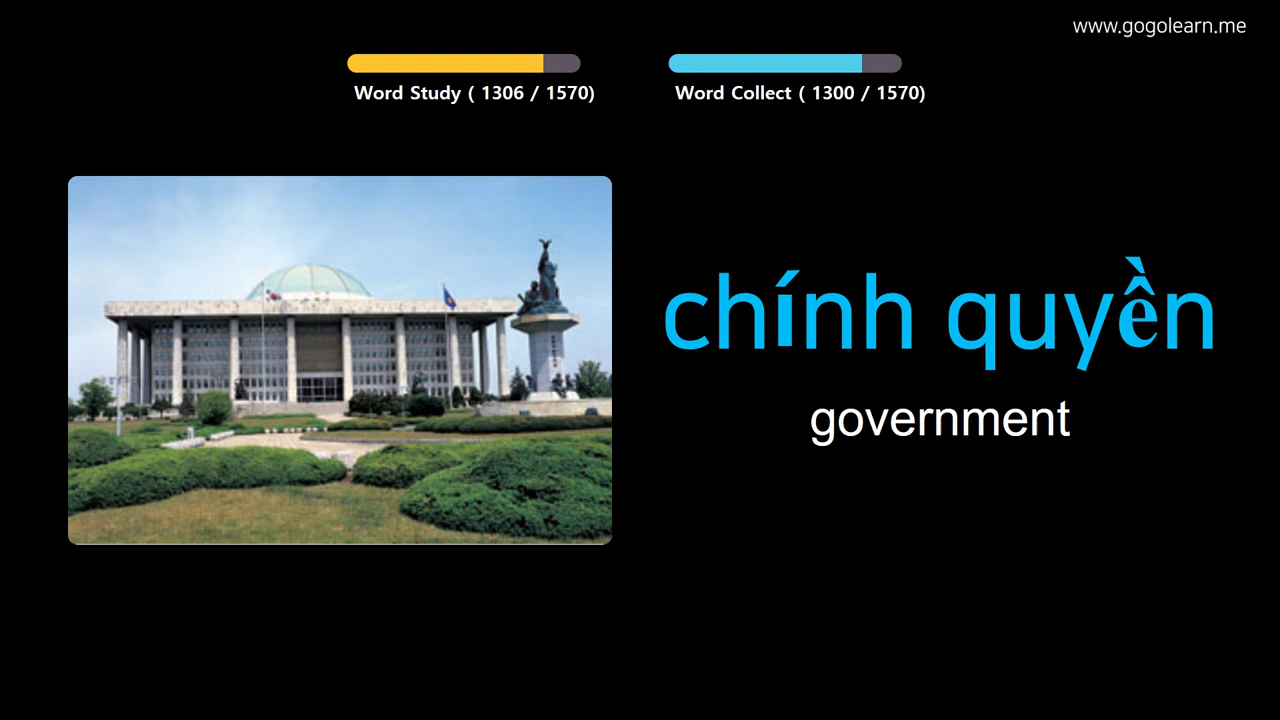 www.gogolearn.me
Word Study ( 1306 / 1570)
Word Collect ( 1300 / 1570)
chính quyền
government